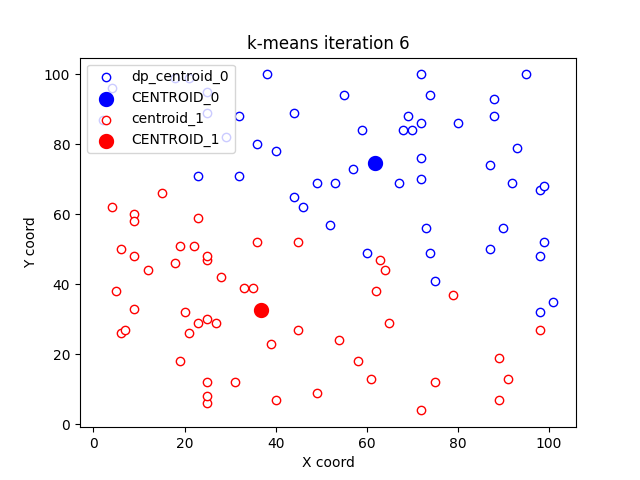 k-means iteration 6
dp_centroid_0
CENTROID_0
centroid_1
CENTROID_1
100
80
60
40
20
0
Y coord
0 20 40 60 80 100
X coord